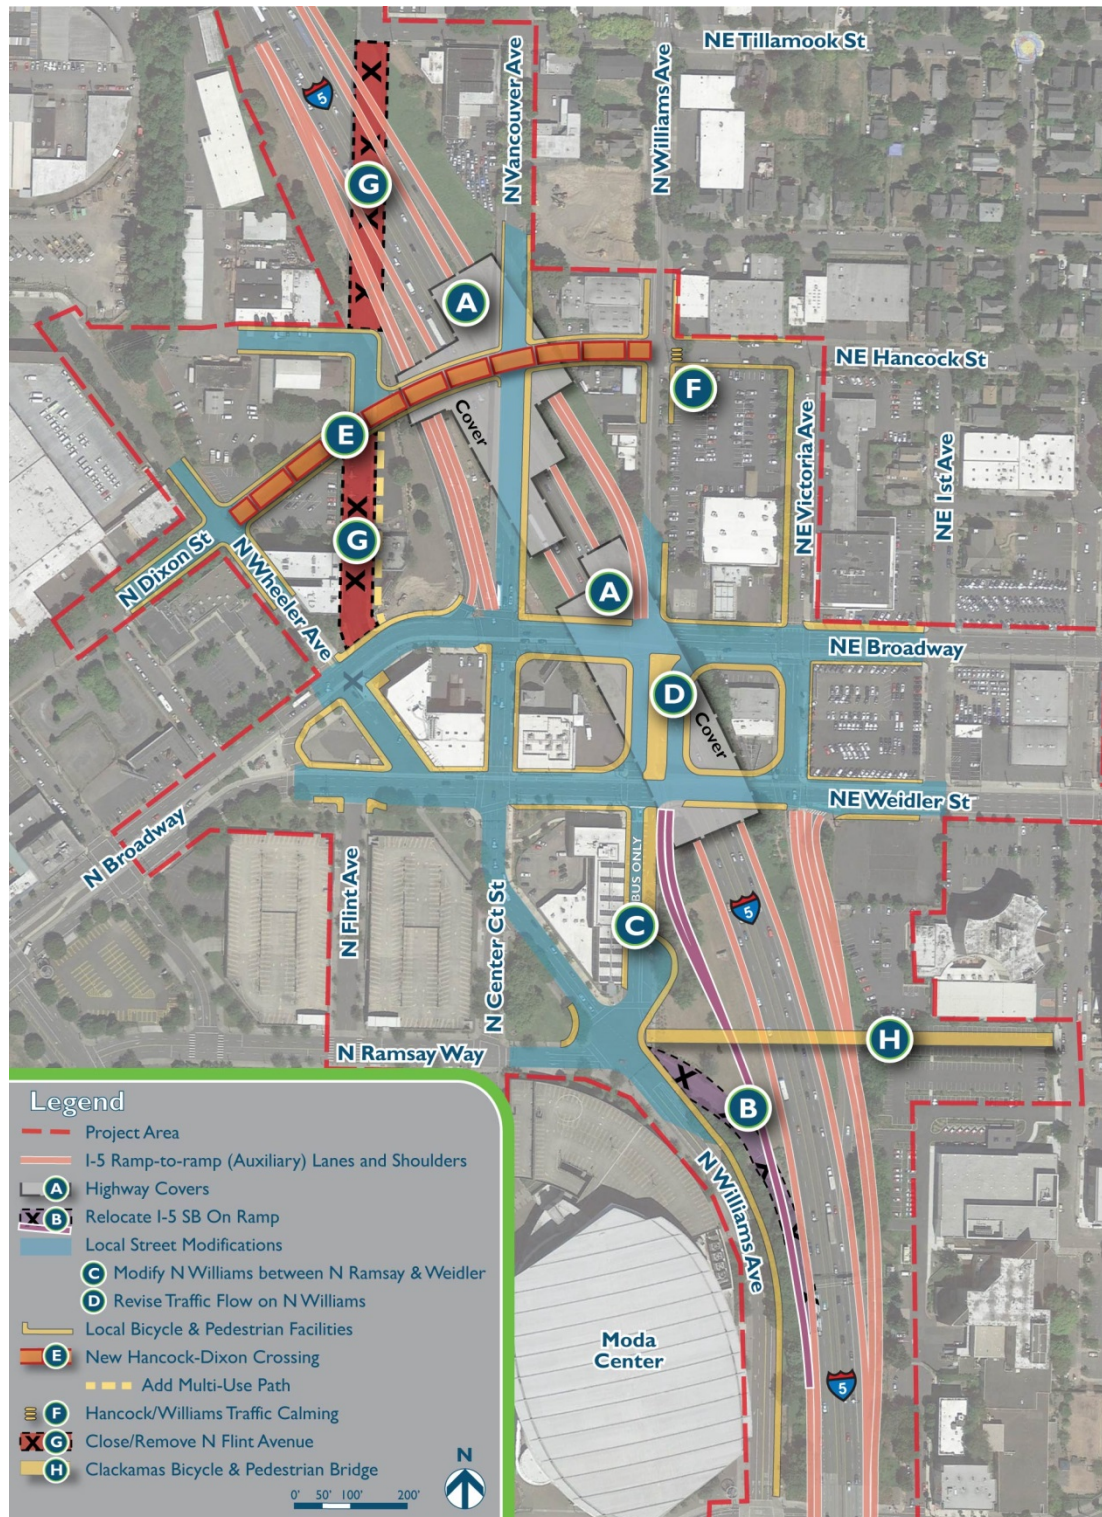 NE Tillamook St
N Vancouver Ave
N Williams Ave
5
G
A
NE Hancock St
F
Cover
E
NE Victoria Ave
NE 1st Ave
G
N Dixon St
N Wheeler Ave
A
NE Broadway
D
Cover
NE Weidler St
N Broadway
BUS ONLY
5
N Flint Ave
N Center Ct St
C
H
N Ramsay Way
B
N Williams Ave
Moda
Center
5
Legend
Project Area
I-5 Ramp-to-ramp (Auxiliary) Lanes and Shoulders
A Highway Covers
X B Relocate I-5 SB On Ramp
Local Street Modifications
C Modify N Williams between N Ramsay & Weidler
D Revise Traffic Flow on N Williams
Local Bicycle & Pedestrian Facilities
E New Hancock-Dixon Crossing
Add Multi-Use Path
F Hancock/Williams Traffic Calming
X G Close/Remove N Flint Avenue
H Clackamas Bicycle & Pedestrian Bridge
N
0' 50' 100' 200'